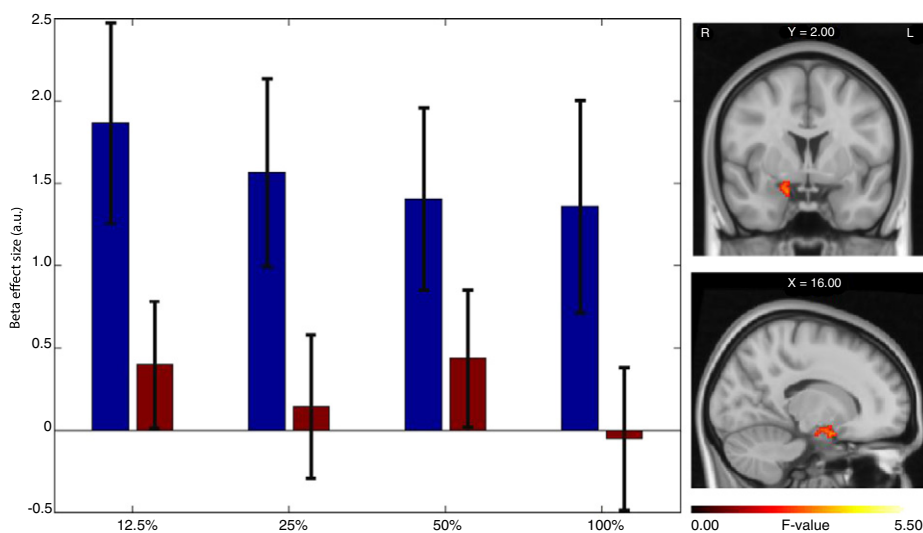 Beta effect size (a.u.)
2.5
2.0
1.5
1.0
0.5
0
-0.5
12.5% 25% 50% 100%
R Y = 2.00 L
X = 16.00
0.00 F-value 5.50